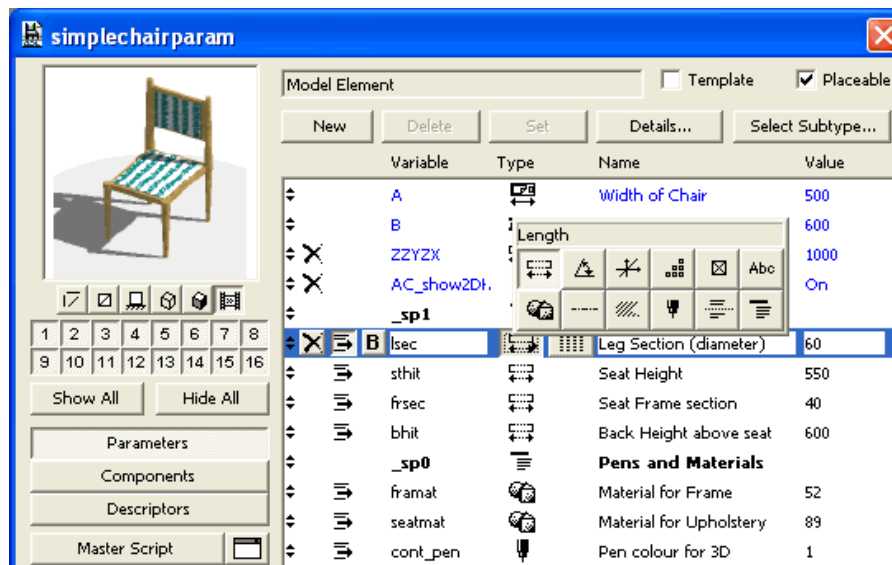 simplechairparam
Model Element
Template
Placeable
New Delete Set Details... Select Subtype...
Variable Type Name Value
A Width of Chair 500
B 600
ZZYZX 1000
AC_show2DH On
Length
Abc
_sp1
B lsec Leg Section (diameter) 60
sthit Seat Height 550
frsec Seat Frame section 40
bhit Back Height above seat 600
_sp0 Pens and Materials
framat Material for Frame 52
seatmat Material for Upholstery 89
cont_pen Pen colour for 3D 1
1 2 3 4 5 6 7 8
9 10 11 12 13 14 15 16
Show All Hide All
Parameters
Components
Descriptors
Master Script